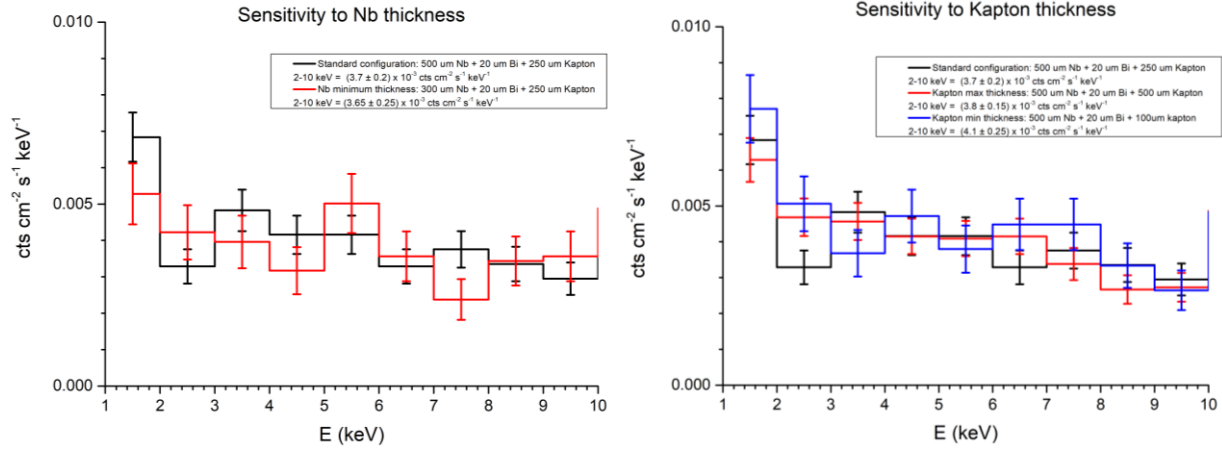 Sensitivity to Nb thickness
0.010
0.005
0.000
cts cm⁻² s⁻¹ keV⁻¹
Standard configuration: 500 um Nb + 20 um Bi + 250 um Kapton
2-10 keV = (3.7 ± 0.2) x 10⁻³ cts cm⁻² s⁻¹ keV⁻¹
Nb minimum thickness: 300 um Nb + 20 um Bi + 250 um Kapton
2-10 keV = (3.65 ± 0.25) x 10⁻³ cts cm⁻² s⁻¹ keV⁻¹
1 2 3 4 5 6 7 8 9 10
E (keV)
Sensitivity to Kapton thickness
0.010
0.005
0.000
cts cm⁻² s⁻¹ keV⁻¹
Standard configuration: 500 um Nb + 20 um Bi + 250 um Kapton
2-10 keV = (3.7 ± 0.2) x 10⁻³ cts cm⁻² s⁻¹ keV⁻¹
Kapton max thickness: 500 um Nb + 20 um Bi + 500 um Kapton
2-10 keV = (3.8 ± 0.15) x 10⁻³ cts cm⁻² s⁻¹ keV⁻¹
Kapton min thickness: 500 um Nb + 20 um Bi + 100um kapton
2-10 keV = (4.1 ± 0.25) x 10⁻³ cts cm⁻² s⁻¹ keV⁻¹
1 2 3 4 5 6 7 8 9 10
E (keV)